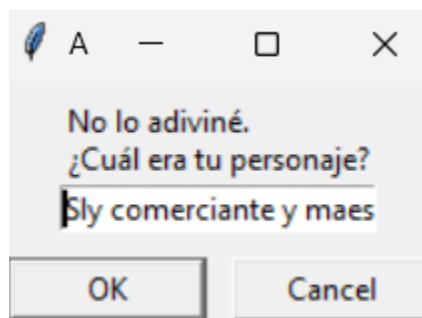 A
No lo adiviné.
¿Cuál era tu personaje?
Sly comerciante y maes
OK Cancel